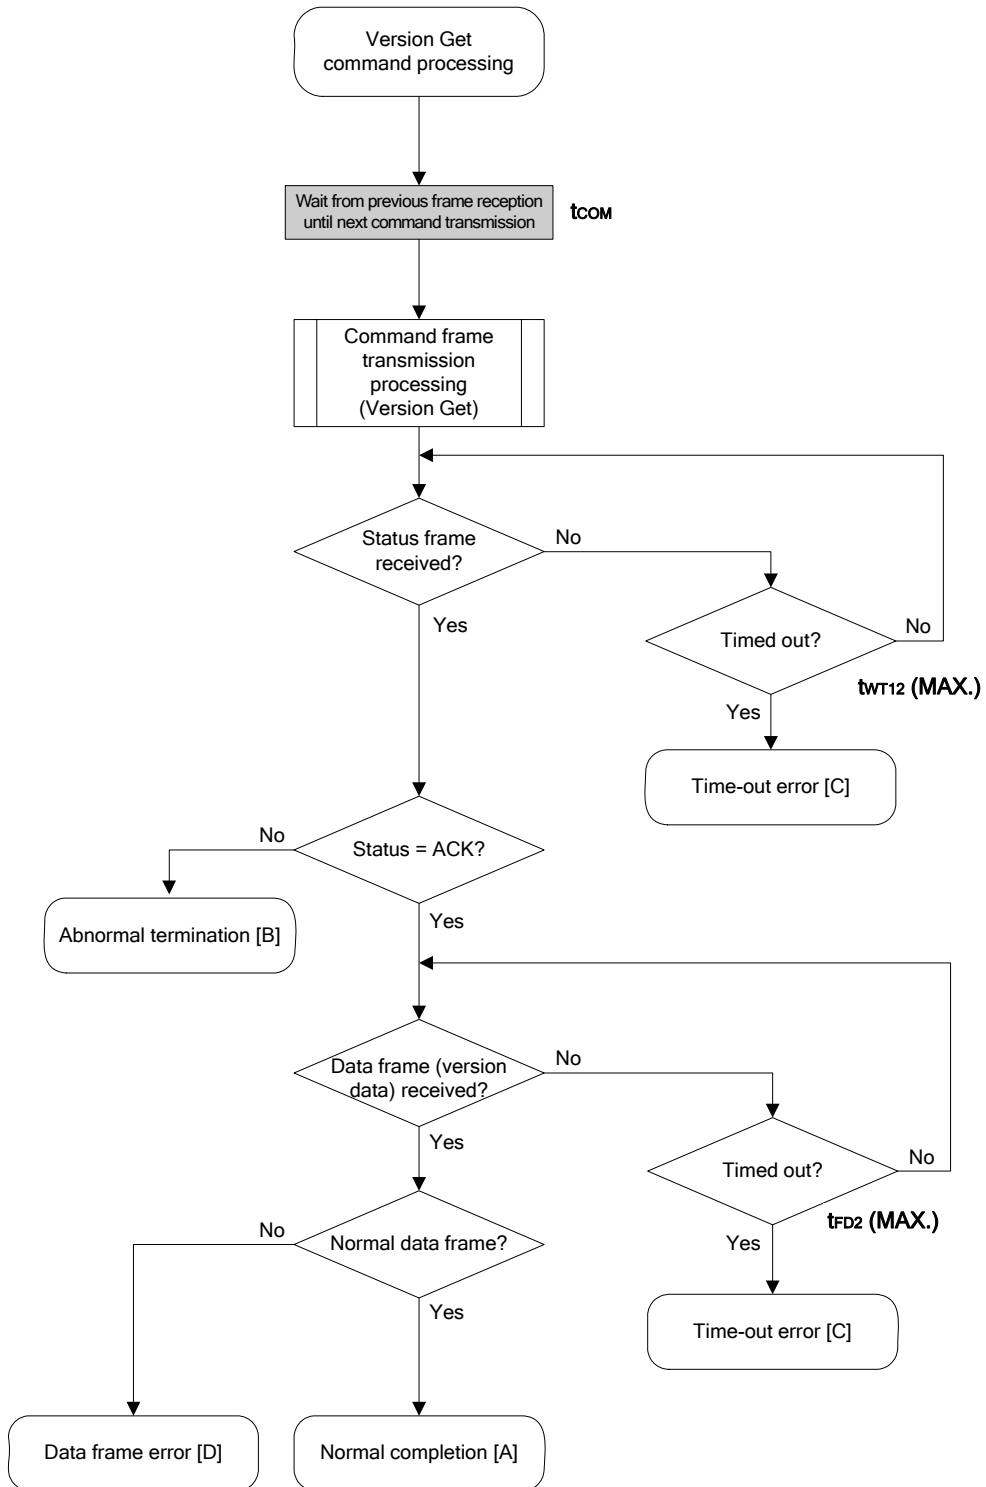 Version Get
command processing
Wait from previous frame reception
until next command transmission
tCOM
Command frame
transmission
processing
(Version Get)
Status frame
received?
No
Yes
Timed out?
No
tWT12 (MAX.)
Yes
Time-out error [C]
Status = ACK?
No
Abnormal termination [B]
Yes
Data frame (version
data) received?
No
Yes
Timed out?
No
tFD2 (MAX.)
Yes
Time-out error [C]
Normal data frame?
No
Yes
Data frame error [D]
Normal completion [A]